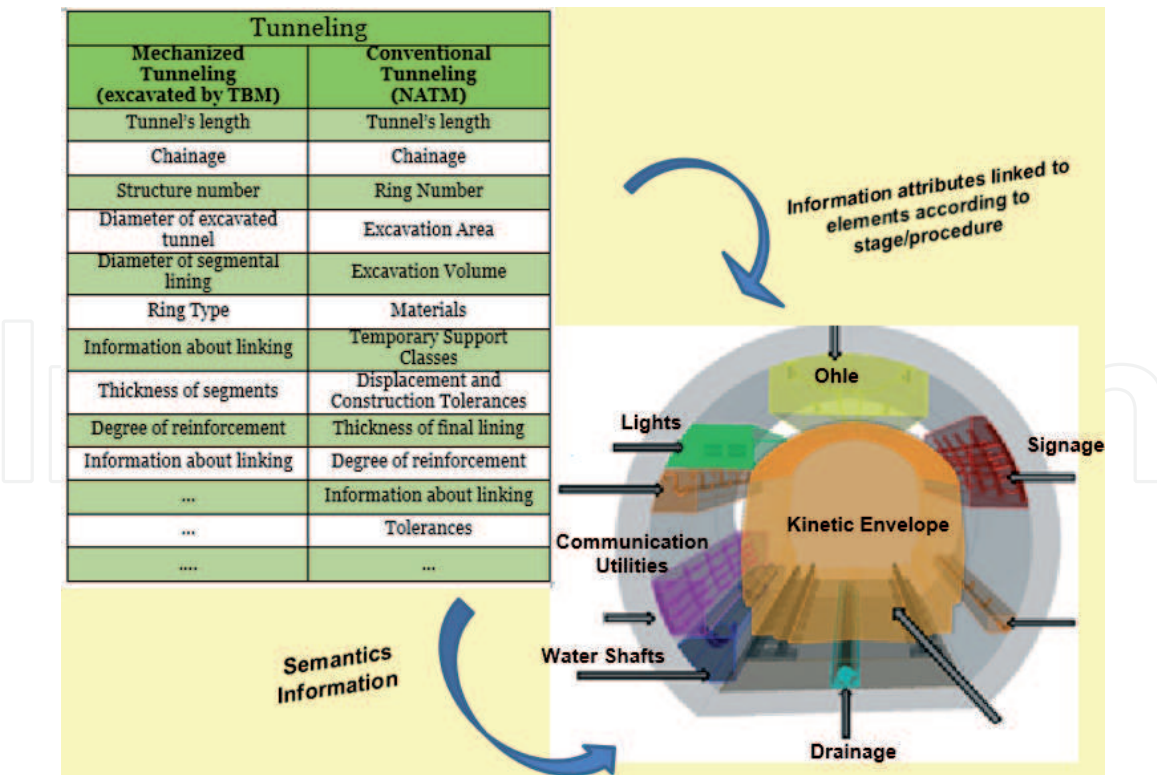 Tunneling
Mechanized
Tunneling
(excavated by TBM)
Conventional
Tunneling
(NATM)
Tunnel's length
Tunnel's length
Chainage
Chainage
Structure number
Ring Number
Diameter of excavated
tunnel
Excavation Area
Diameter of segmental
lining
Excavation Volume
Ring Type
Materials
Information about linking
Temporary Support
Classes
Thickness of segments
Displacement and
Construction Tolerances
Degree of reinforcement
Thickness of final lining
Information about linking
Degree of reinforcement
...
Information about linking
...
Tolerances
....
...
Information attributes linked to
elements according to
stage/procedure
Ohle
Lights
Signage
Kinetic Envelope
Communication
Utilities
Water Shafts
Drainage
Semantics
Information